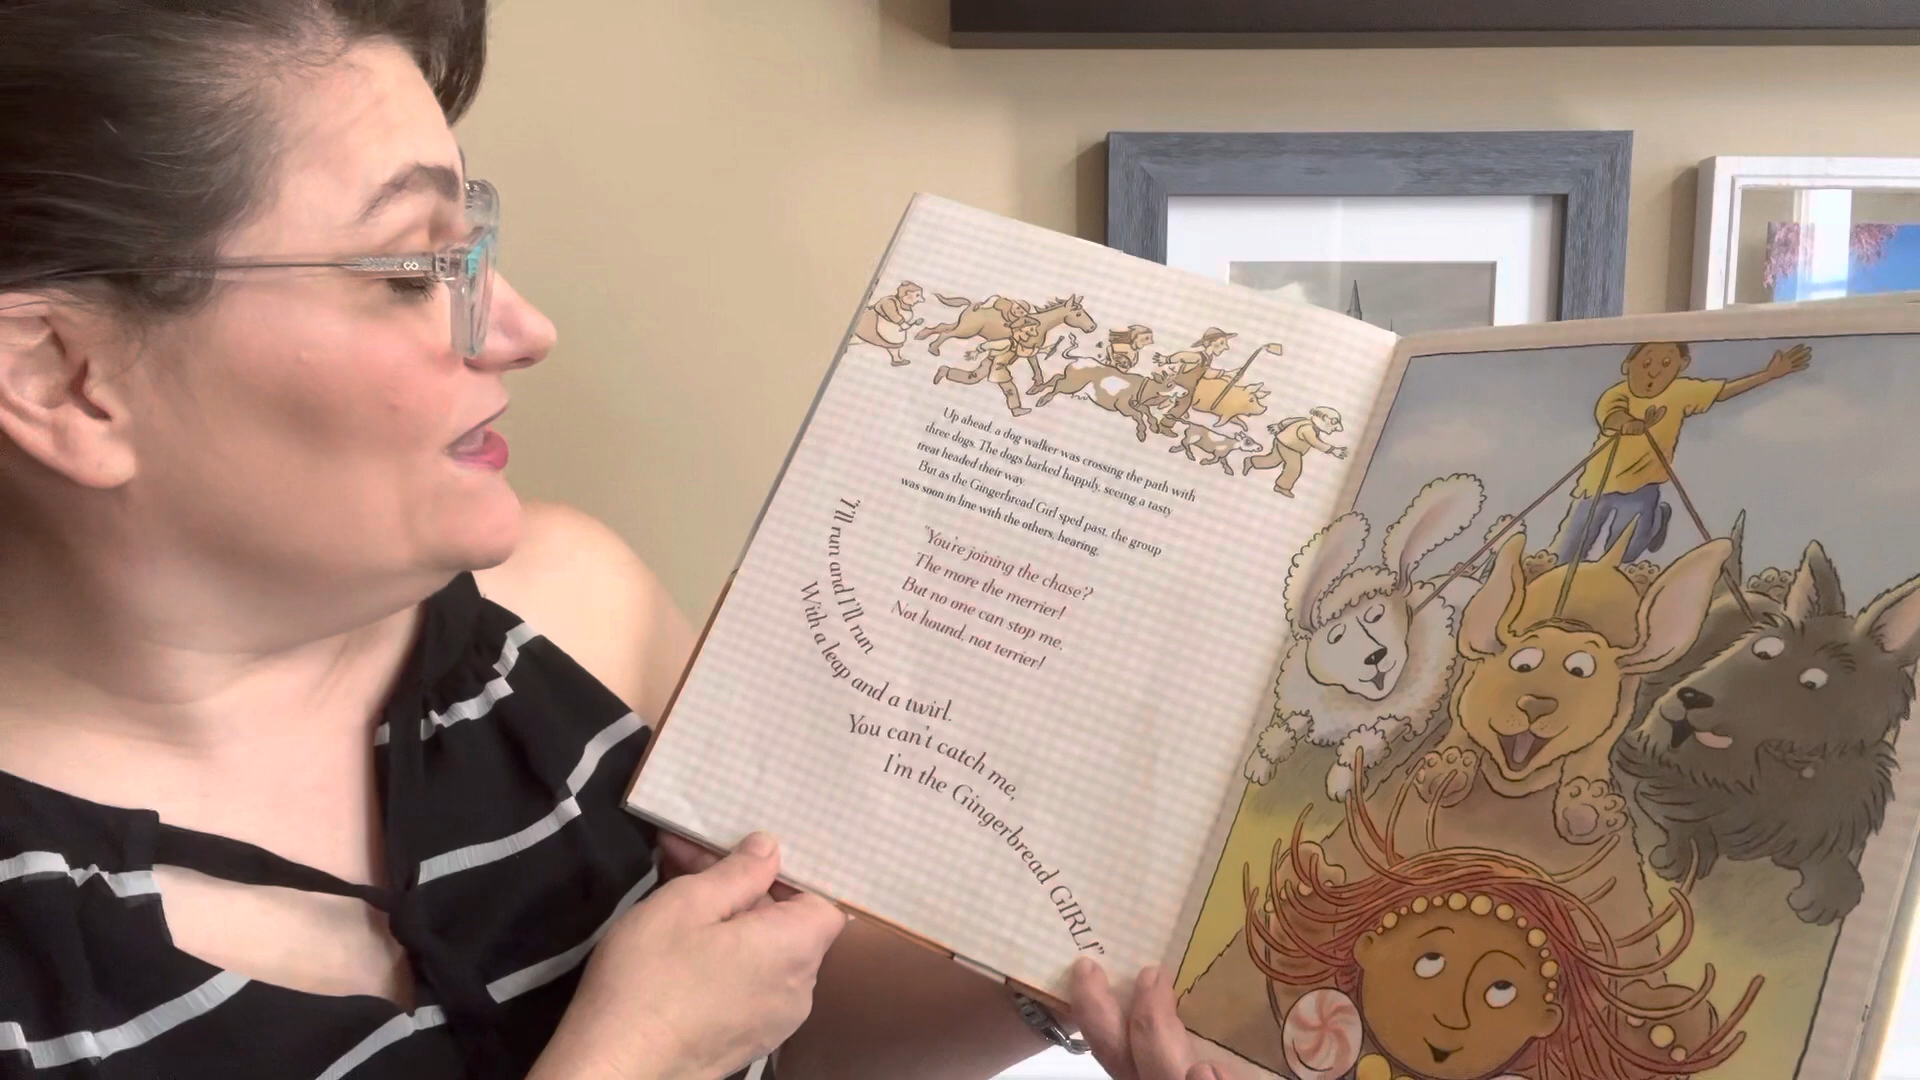 Up ahead, a dog walker was crossing the path with
three dogs. The dogs barked happily, seeing a tasty
treat headed their way.
But as the Gingerbread Girl sped past, the group
was soon in line with the others, hearing,
"You're joining the chase?
The more the merrier!
But no one can stop me,
Not hound, not terrier!
"I'll run and I'll run
With a leap and a twirl.
You can't catch me,
I'm the Gingerbread GIRL!"